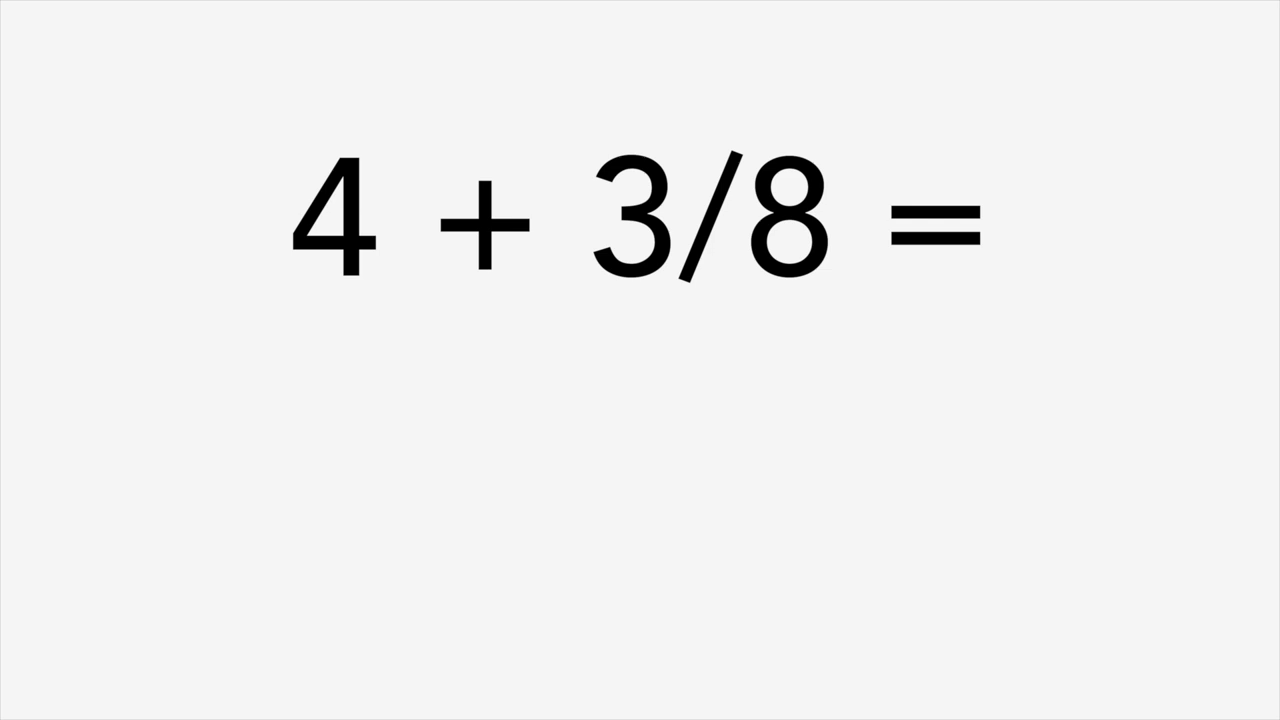 4 + 3/8 =